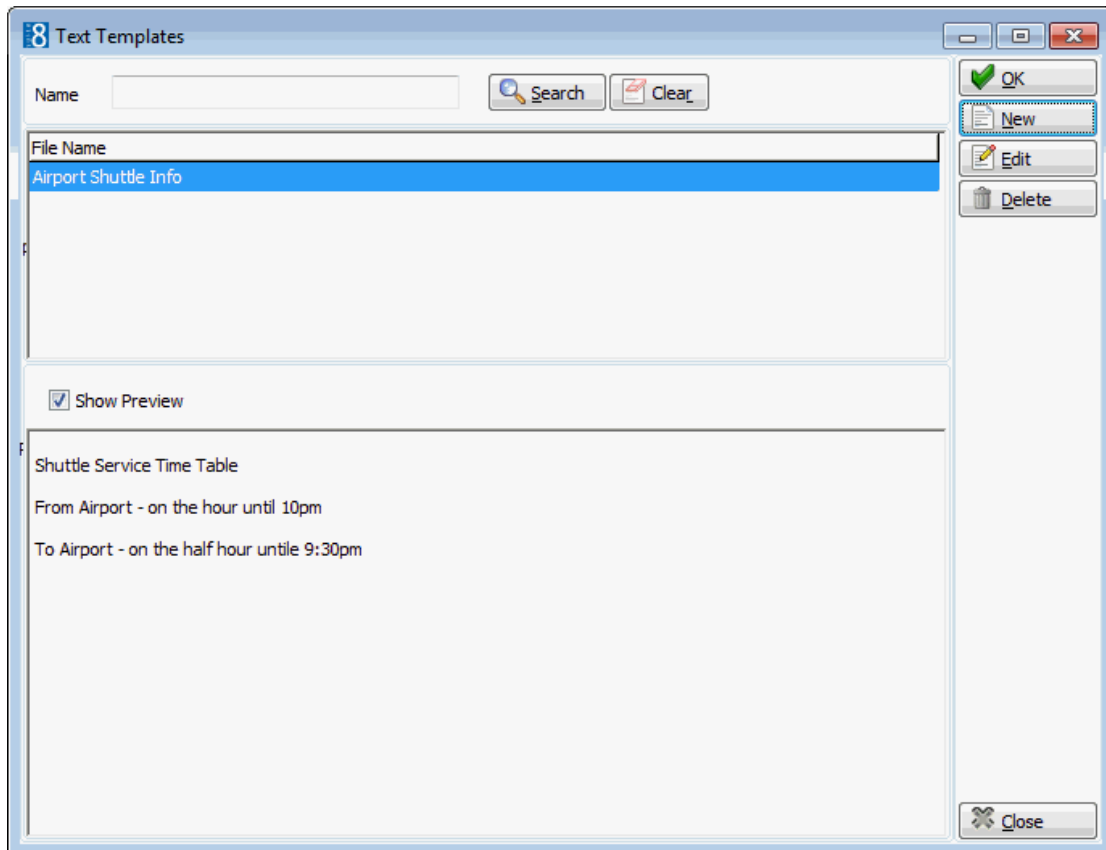 8 Text Templates
Name
Search
Clear
OK
New
Edit
Delete
File Name
Airport Shuttle Info
Show Preview
Shuttle Service Time Table
From Airport - on the hour until 10pm
To Airport - on the half hour untile 9:30pm
Close